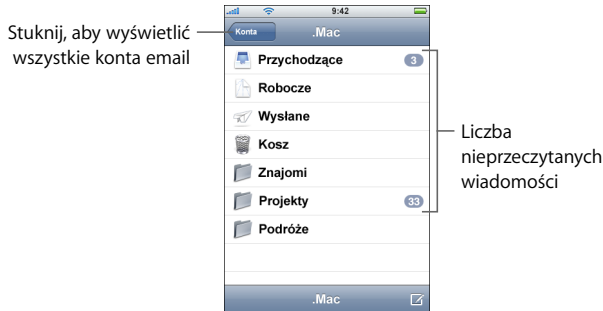 9:42
Stuknij, aby wyświetlić
wszystkie konta email
Konta
.Mac
Przychodzące 3
Robocze
Wysłane
Kosz
Znajomi
Projekty 33
Podróże
Liczba
nieprzeczytanych
wiadomości
.Mac